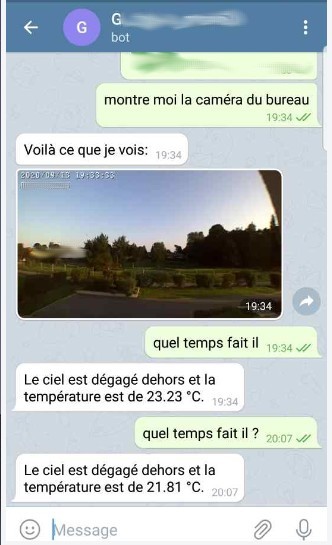 G
G
bot
montre moi la caméra du bureau
19:34
Voilà ce que je vois: 19:34
2020/09/13 19:33:33
19:34
quel temps fait il 19:34
Le ciel est dégagé dehors et la
température est de 23.23 °C. 19:34
quel temps fait il ? 20:07
Le ciel est dégagé dehors et la
température est de 21.81 °C. 20:07
Message